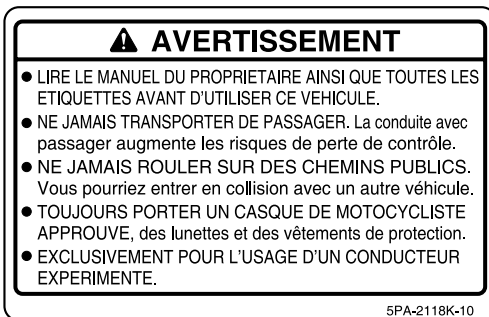 AVERTISSEMENT
● LIRE LE MANUEL DU PROPRIETAIRE AINSI QUE TOUTES LES
ETIQUETTES AVANT D'UTILISER CE VEHICULE.
● NE JAMAIS TRANSPORTER DE PASSAGER. La conduite avec
passager augmente les risques de perte de contrôle.
● NE JAMAIS ROULER SUR DES CHEMINS PUBLICS.
Vous pourriez entrer en collision avec un autre véhicule.
● TOUJOURS PORTER UN CASQUE DE MOTOCYCLISTE
APPROUVE, des lunettes et des vêtements de protection.
● EXCLUSIVEMENT POUR L'USAGE D'UN CONDUCTEUR
EXPERIMENTE.
5PA-2118K-10